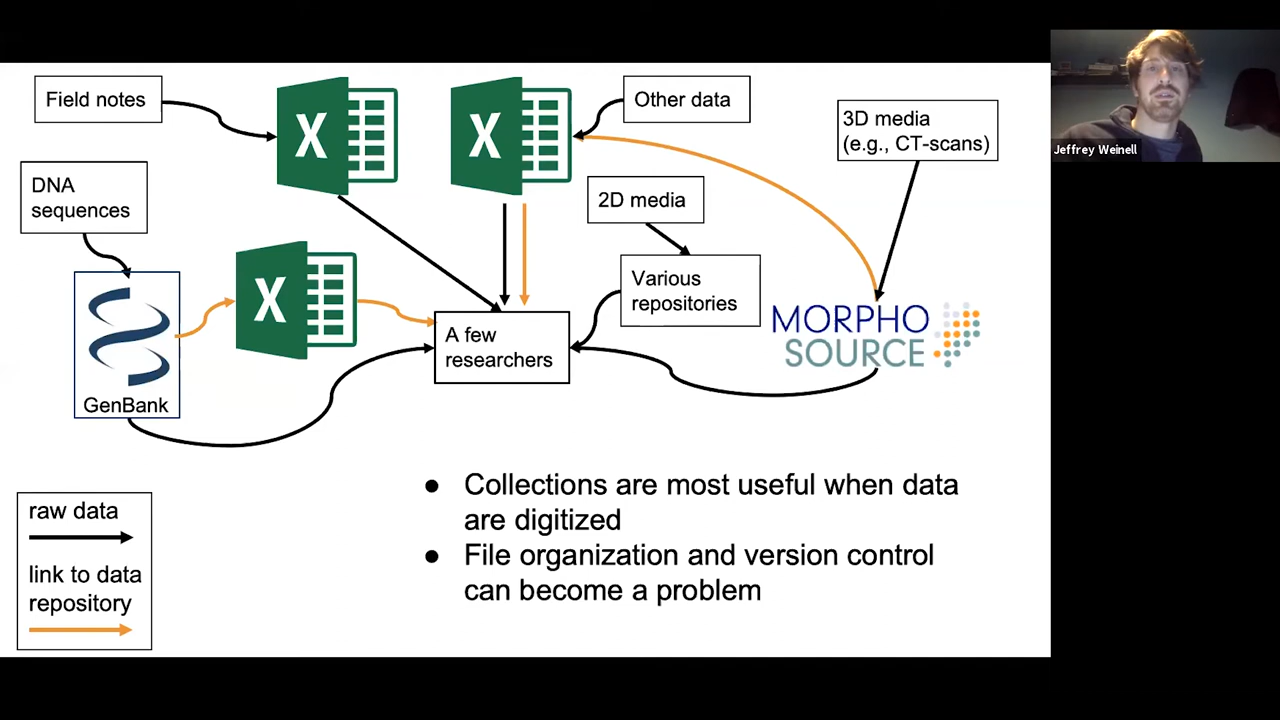 Field notes
X
X
Other data
3D media
(e.g., CT-scans)
Jeffrey Weinell
DNA
sequences
2D media
X
Various
repositories
A few
researchers
MORPHO
SOURCE
GenBank
● Collections are most useful when data
are digitized
● File organization and version control
can become a problem
raw data
link to data
repository